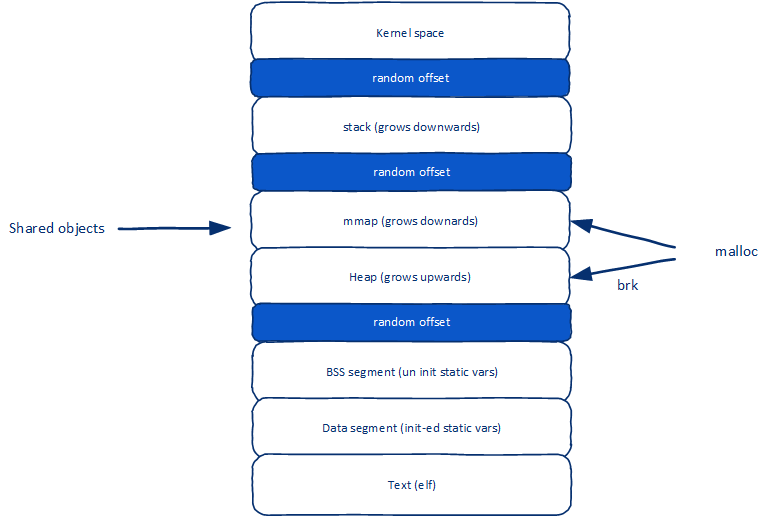 Kernel space
random offset
stack (grows downwards)
random offset
mmap (grows downards)
Shared objects
malloc
Heap (grows upwards)
brk
random offset
BSS segment (un init static vars)
Data segment (init-ed static vars)
Text (elf)